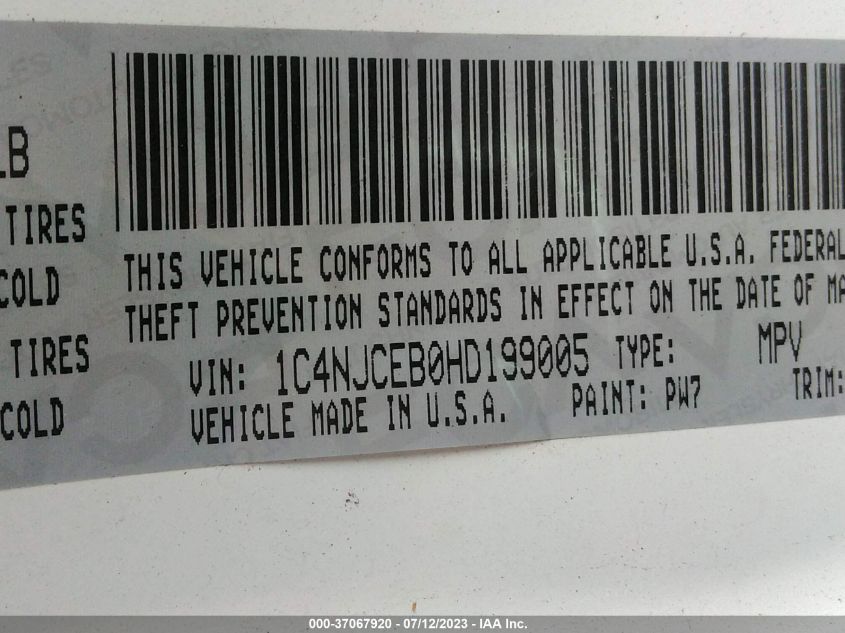 LB
TIRES
COLD
TIRES
COLD
THIS VEHICLE CONFORMS TO ALL APPLICABLE U.S.A. FEDERAL
THEFT PREVENTION STANDARDS IN EFFECT ON THE DATE OF MA
VIN: 1C4NJCEB0HD199005 TYPE: MPV
VEHICLE MADE IN U.S.A. PAINT: PW7 TRIM:
000-37067920 - 07/12/2023 - IAA Inc.